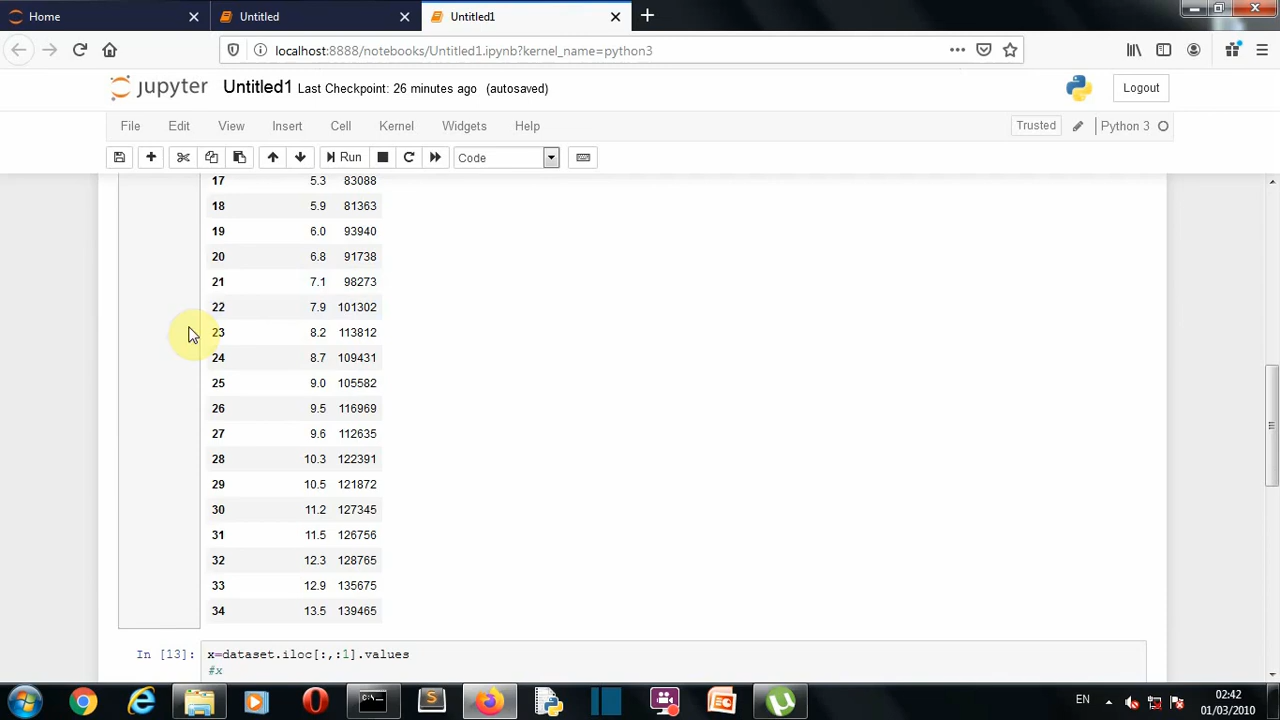 Home
Untitled
Untitled1
localhost:8888/notebooks/Untitled1.ipynb?kernel_name=python3
jupyter Untitled1 Last Checkpoint: 26 minutes ago (autosaved)
Logout
File Edit View Insert Cell Kernel Widgets Help
Trusted Python 3
Run Code
17 5.3 83088
18 5.9 81363
19 6.0 93940
20 6.8 91738
21 7.1 98273
22 7.9 101302
23 8.2 113812
24 8.7 109431
25 9.0 105582
26 9.5 116969
27 9.6 112635
28 10.3 122391
29 10.5 121872
30 11.2 127345
31 11.5 126756
32 12.3 128765
33 12.9 135675
34 13.5 139465
In [13]: x=dataset.iloc[:,:1].values
#x
EN 02:42
01/03/2010